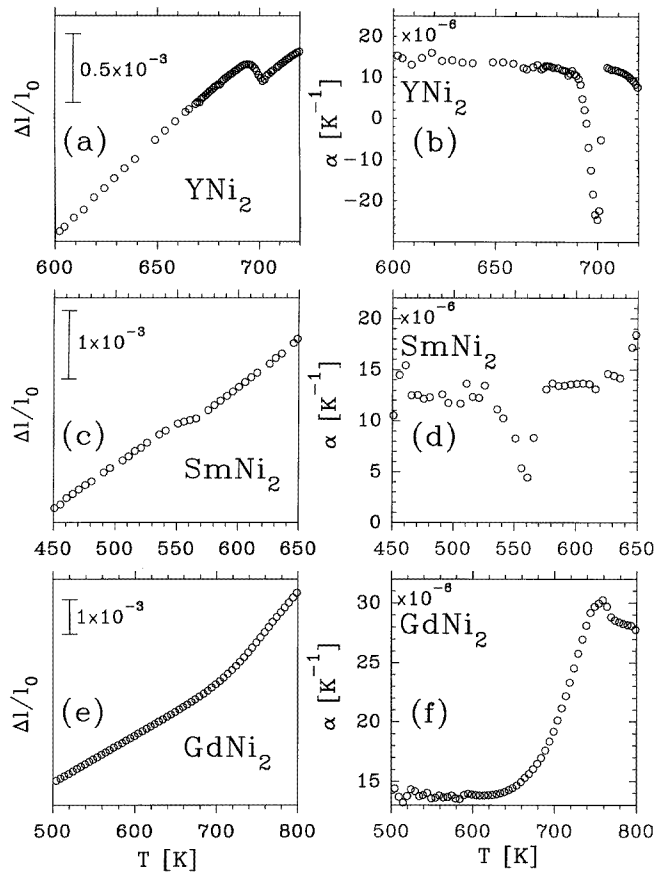 Δl/l₀
0.5×10⁻³
(a)
YNi₂
600 650 700
α [K⁻¹]
×10⁻⁶
YNi₂
(b)
20
10
0
-10
-20
600 650 700
Δl/l₀
1×10⁻³
(c)
SmNi₂
450 500 550 600 650
α [K⁻¹]
×10⁻⁶
SmNi₂
(d)
20
15
10
5
0
450 500 550 600 650
Δl/l₀
1×10⁻³
(e)
GdNi₂
500 600 700 800
T [K]
α [K⁻¹]
×10⁻⁶
GdNi₂
(f)
30
25
20
15
500 600 700 800
T [K]